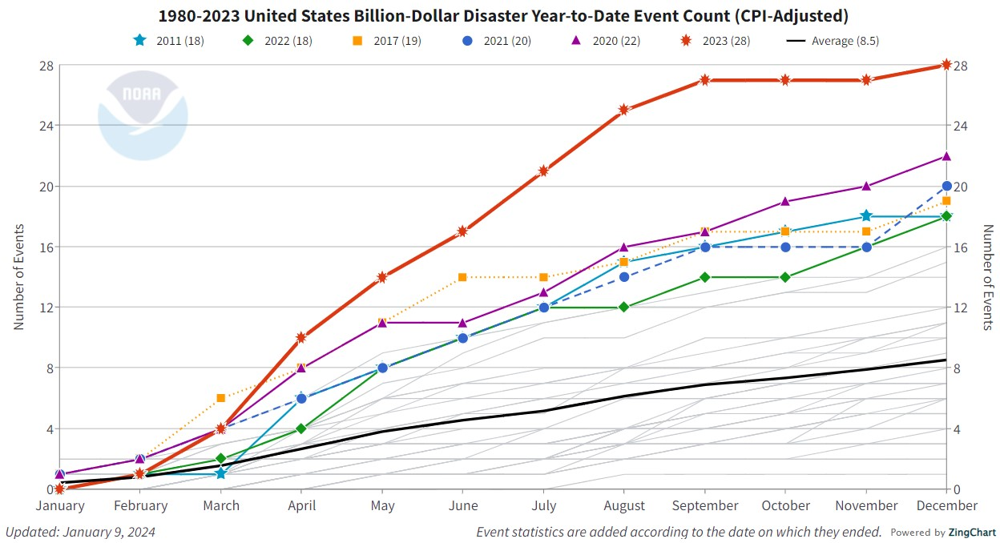 1980-2023 United States Billion-Dollar Disaster Year-to-Date Event Count (CPI-Adjusted)
2011 (18) 2022 (18) 2017 (19) 2021 (20) 2020 (22) 2023 (28) Average (8.5)
NOAA
28 28
24 24
20 20
16 16
12 12
8 8
4 4
0 0
Number of Events
Number of Events
January February March April May June July August September October November December
Updated: January 9, 2024
Event statistics are added according to the date on which they ended. Powered by ZingChart